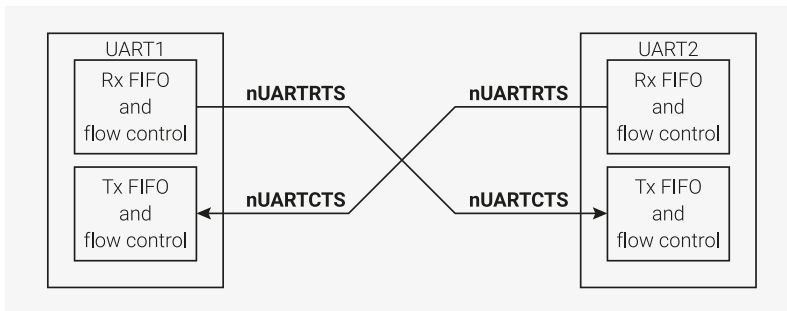 UART1
Rx FIFO
and
flow control
Tx FIFO
and
flow control
nUARTRTS
nUARTRTS
nUARTCTS
nUARTCTS
UART2
Rx FIFO
and
flow control
Tx FIFO
and
flow control